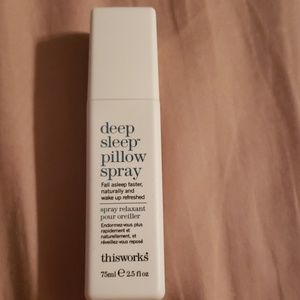 deep
sleep™
pillow
spray
Fall asleep faster,
naturally and
wake up refreshed
spray relaxant
pour oreiller
Endormez-vous plus
rapidement et
naturellement, et
réveillez-vous reposé
thisworks®
75ml ℮ 2.5 fl oz